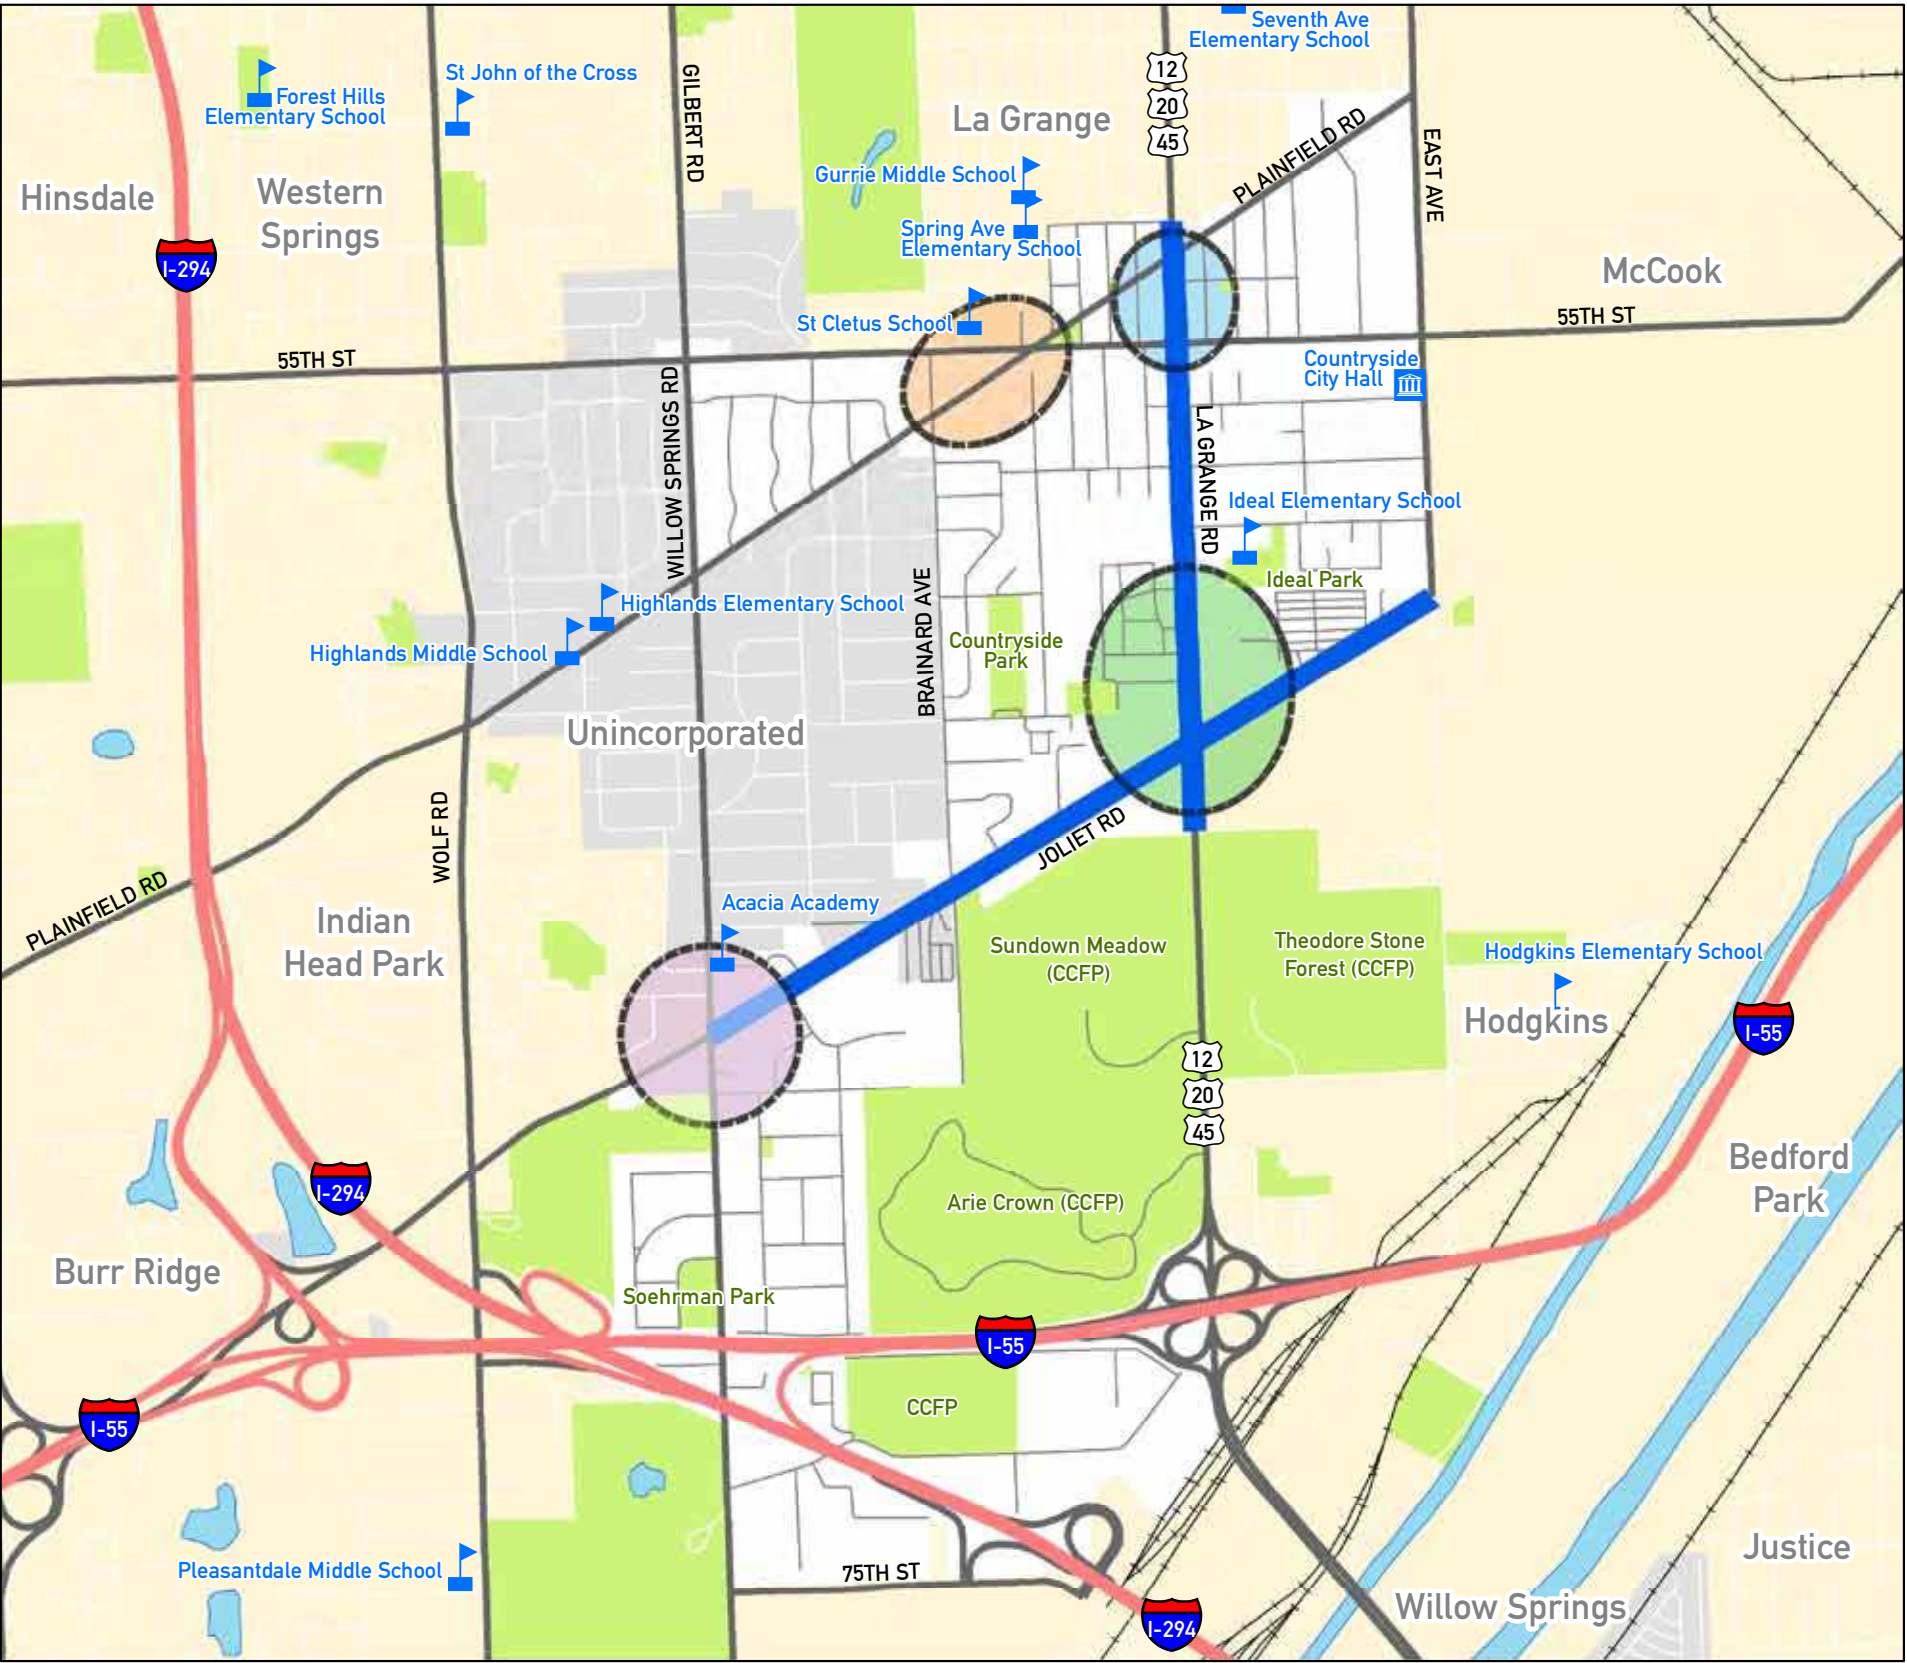 Seventh Ave
Elementary School
St John of the Cross
Forest Hills
Elementary School
GILBERT RD
12
20
45
La Grange
PLAINFIELD RD
EAST AVE
Hinsdale
Western
Springs
Gurrie Middle School
Spring Ave
Elementary School
I-294
McCook
St Cletus School
55TH ST
55TH ST
Countryside
City Hall
WILLOW SPRINGS RD
LA GRANGE RD
Ideal Elementary School
Ideal Park
Highlands Elementary School
Highlands Middle School
BRAINARD AVE
Countryside
Park
Unincorporated
WOLF RD
JOLIET RD
PLAINFIELD RD
Acacia Academy
Indian
Head Park
Sundown Meadow
(CCFP)
Theodore Stone
Forest (CCFP)
Hodgkins Elementary School
Hodgkins
I-55
12
20
45
Bedford
Park
I-294
Arie Crown (CCFP)
Burr Ridge
Soehrman Park
I-55
CCFP
I-55
Pleasantdale Middle School
75TH ST
Justice
Willow Springs
I-294